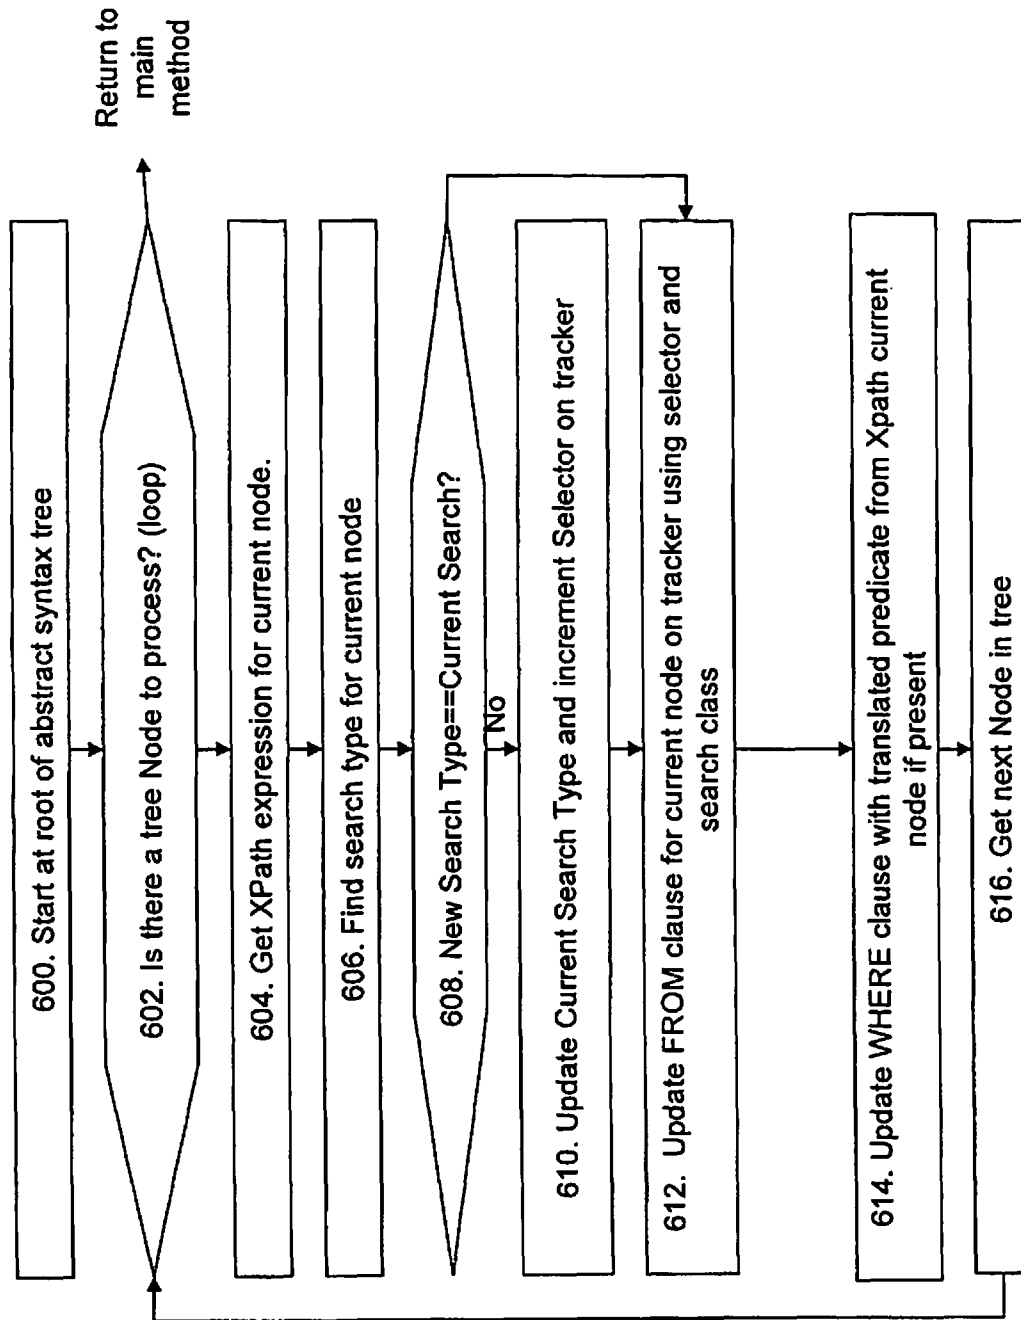 600. Start at root of abstract syntax tree
602. Is there a tree Node to process? (loop)
Return to
main
method
604. Get XPath expression for current node.
606. Find search type for current node
608. New Search Type==Current Search?
No
610. Update Current Search Type and increment Selector on tracker
612. Update FROM clause for current node on tracker using selector and
search class
614. Update WHERE clause with translated predicate from Xpath current
node if present
616. Get next Node in tree